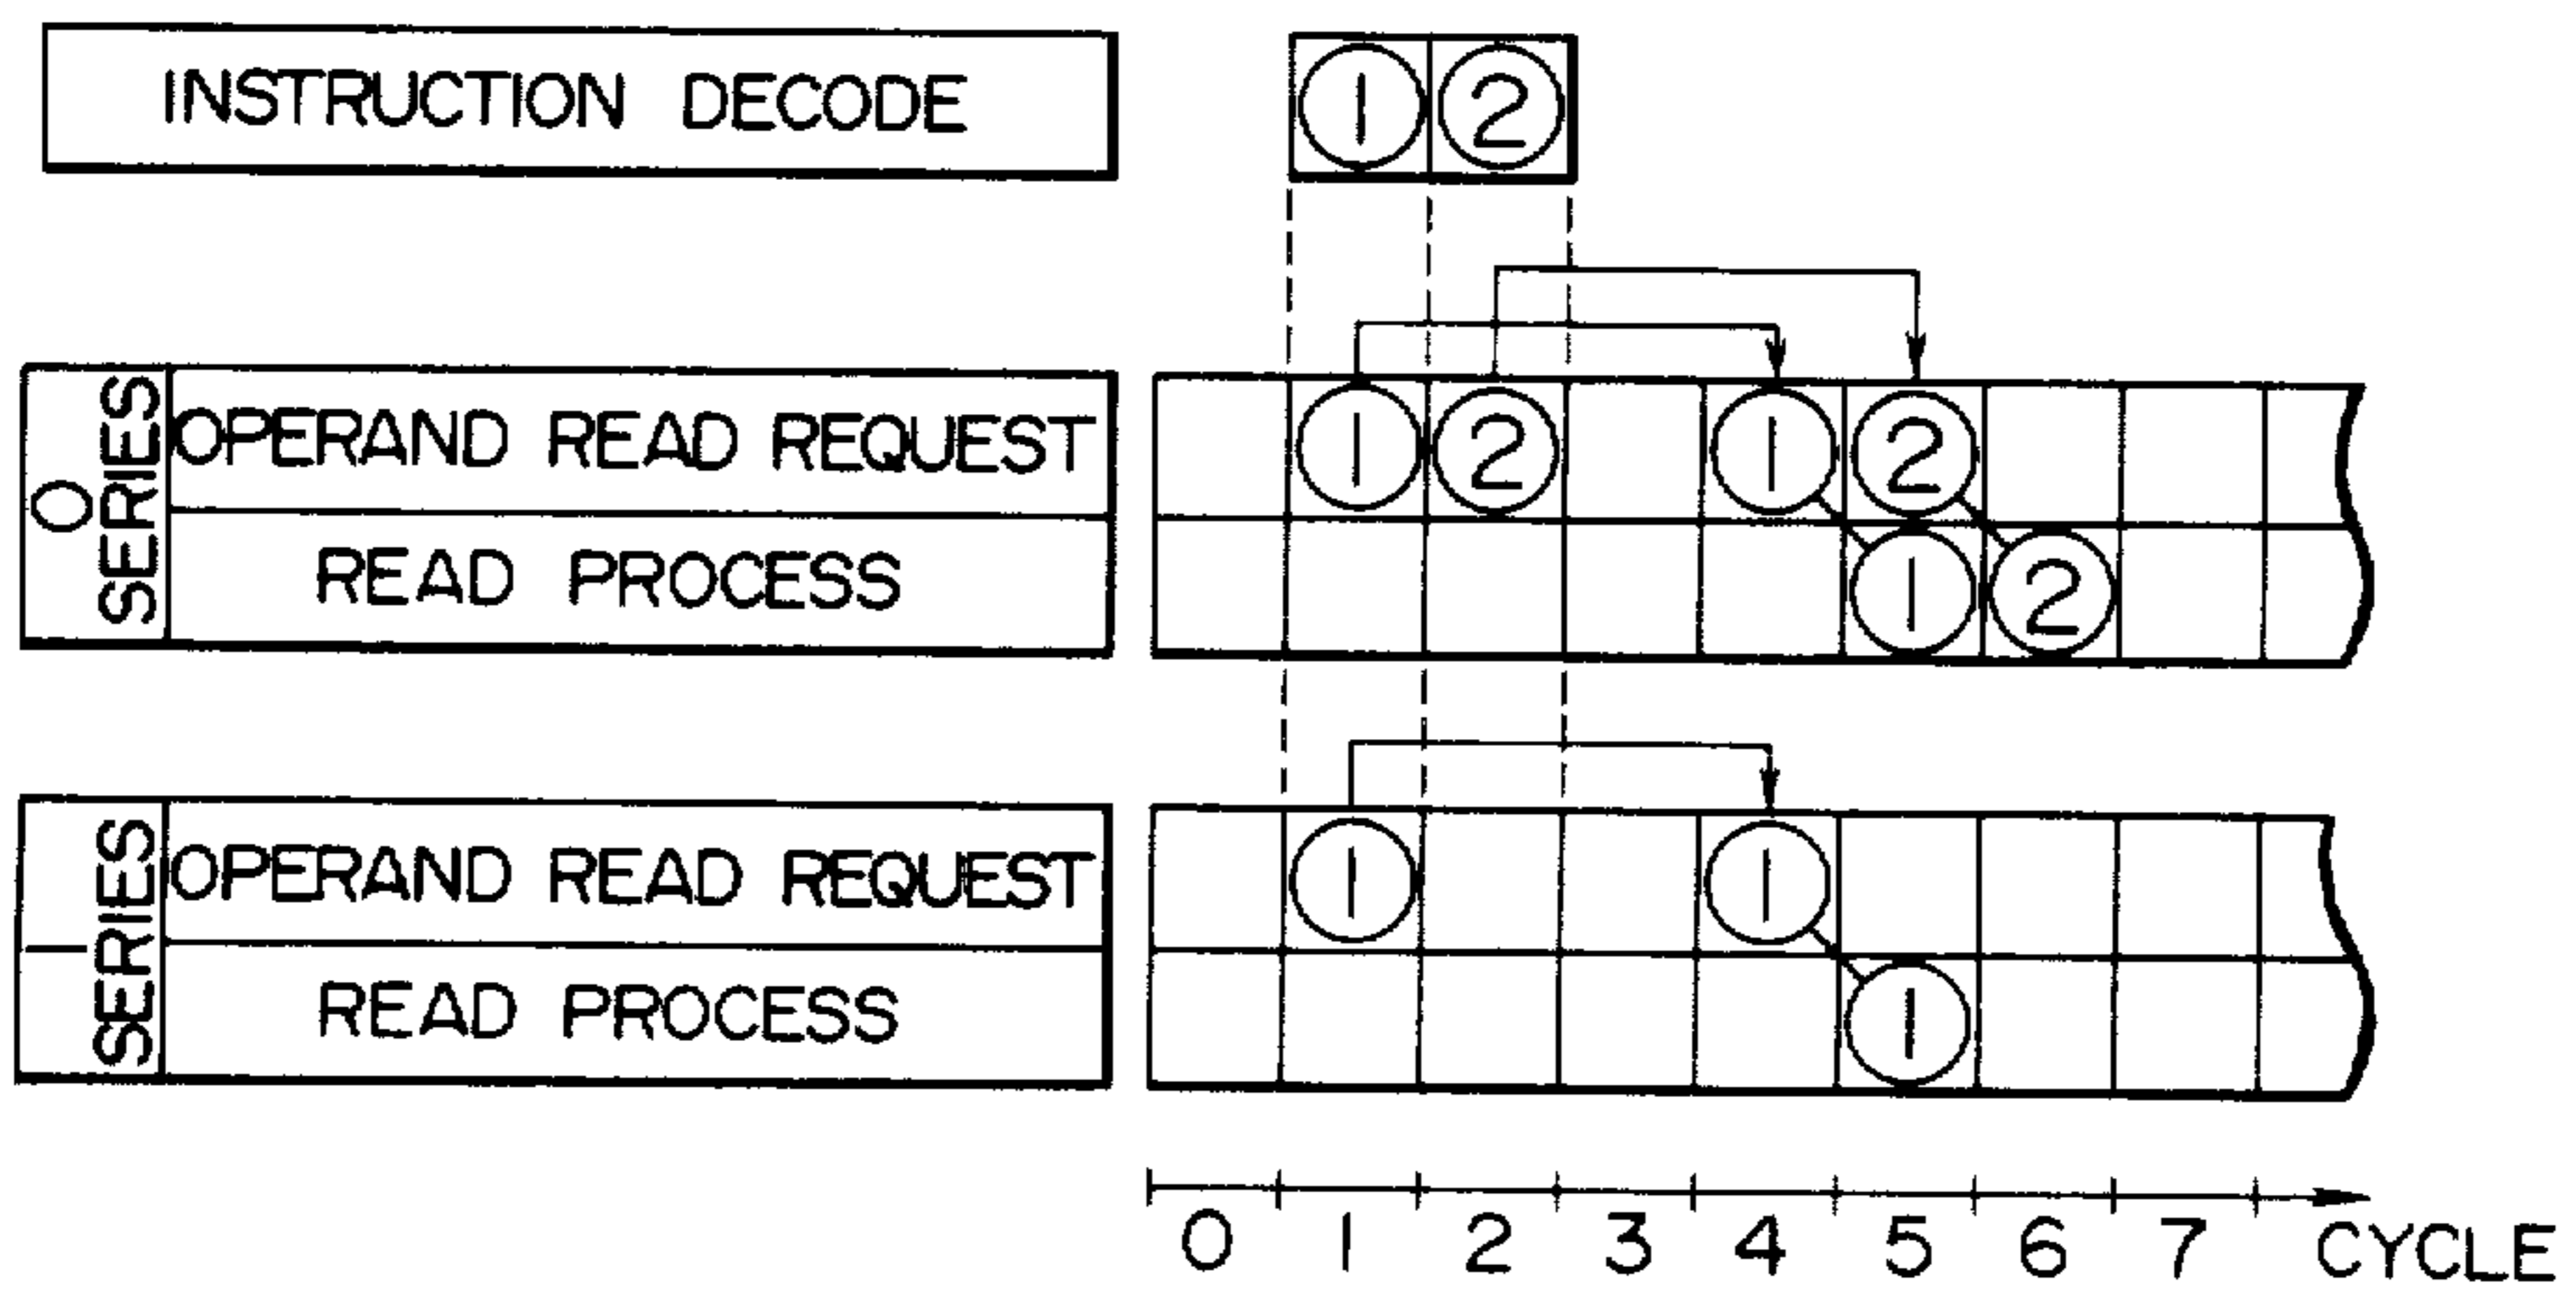 INSTRUCTION DECODE
1 2
0 SERIES
OPERAND READ REQUEST
1 2 1 2
READ PROCESS
1 2
1 SERIES
OPERAND READ REQUEST
1 1
READ PROCESS
1
0 1 2 3 4 5 6 7 CYCLE